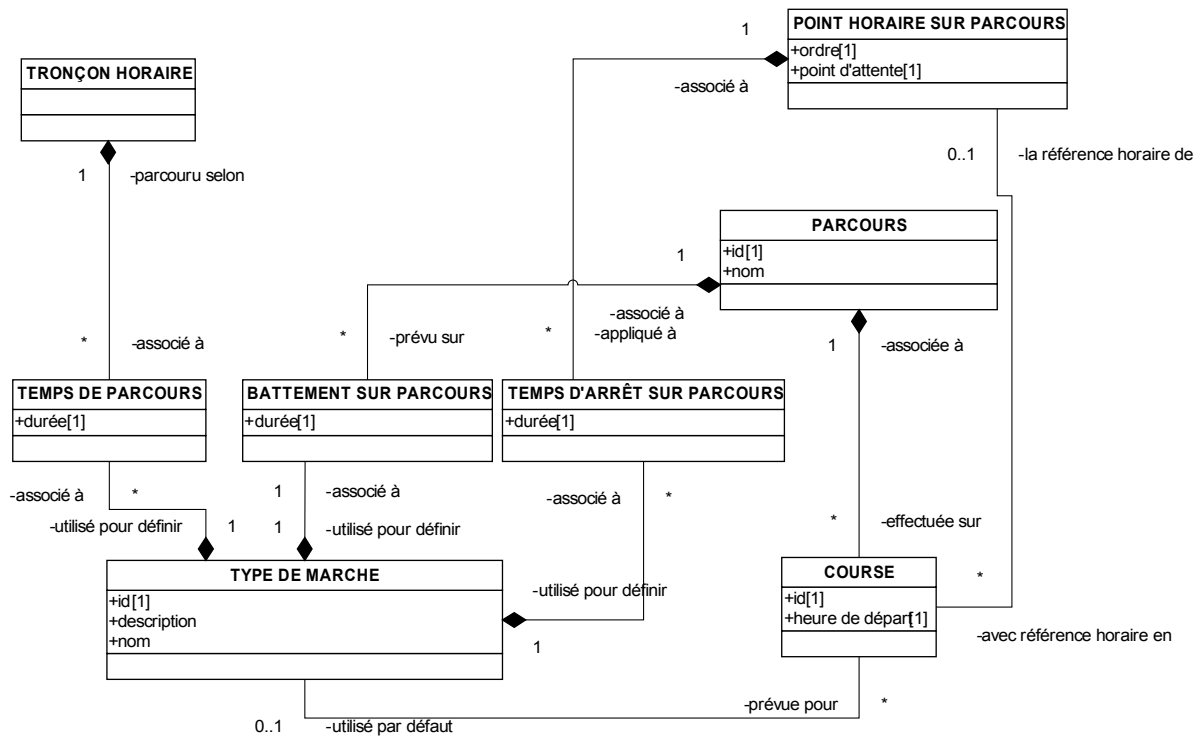 POINT HORAIRE SUR PARCOURS
+ordre[1]
+point d'attente[1]
1
-associé à
TRONÇON HORAIRE
1
-parcouru selon
0..1
-la référence horaire de
PARCOURS
+id[1]
+nom
1
-associé à
-appliqué à
*
-associé à
*
-prévu sur
*
1
-associée à
TEMPS DE PARCOURS
+durée[1]
BATTEMENT SUR PARCOURS
+durée[1]
TEMPS D'ARRÊT SUR PARCOURS
+durée[1]
-associé à
*
1
-associé à
-associé à
*
-utilisé pour définir
1
1
-utilisé pour définir
*
-effectuée sur
TYPE DE MARCHE
+id[1]
+description
+nom
-utilisé pour définir
1
COURSE
+id[1]
+heure de départ[1]
*
-avec référence horaire en
-prévue pour
*
0..1
-utilisé par défaut